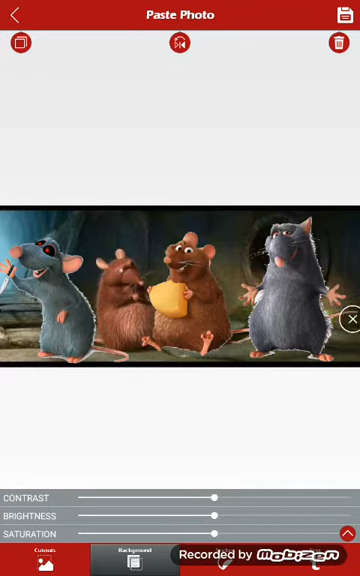 Paste Photo
CONTRAST
BRIGHTNESS
SATURATION
Cutouts
Background
Recorded by mobizen